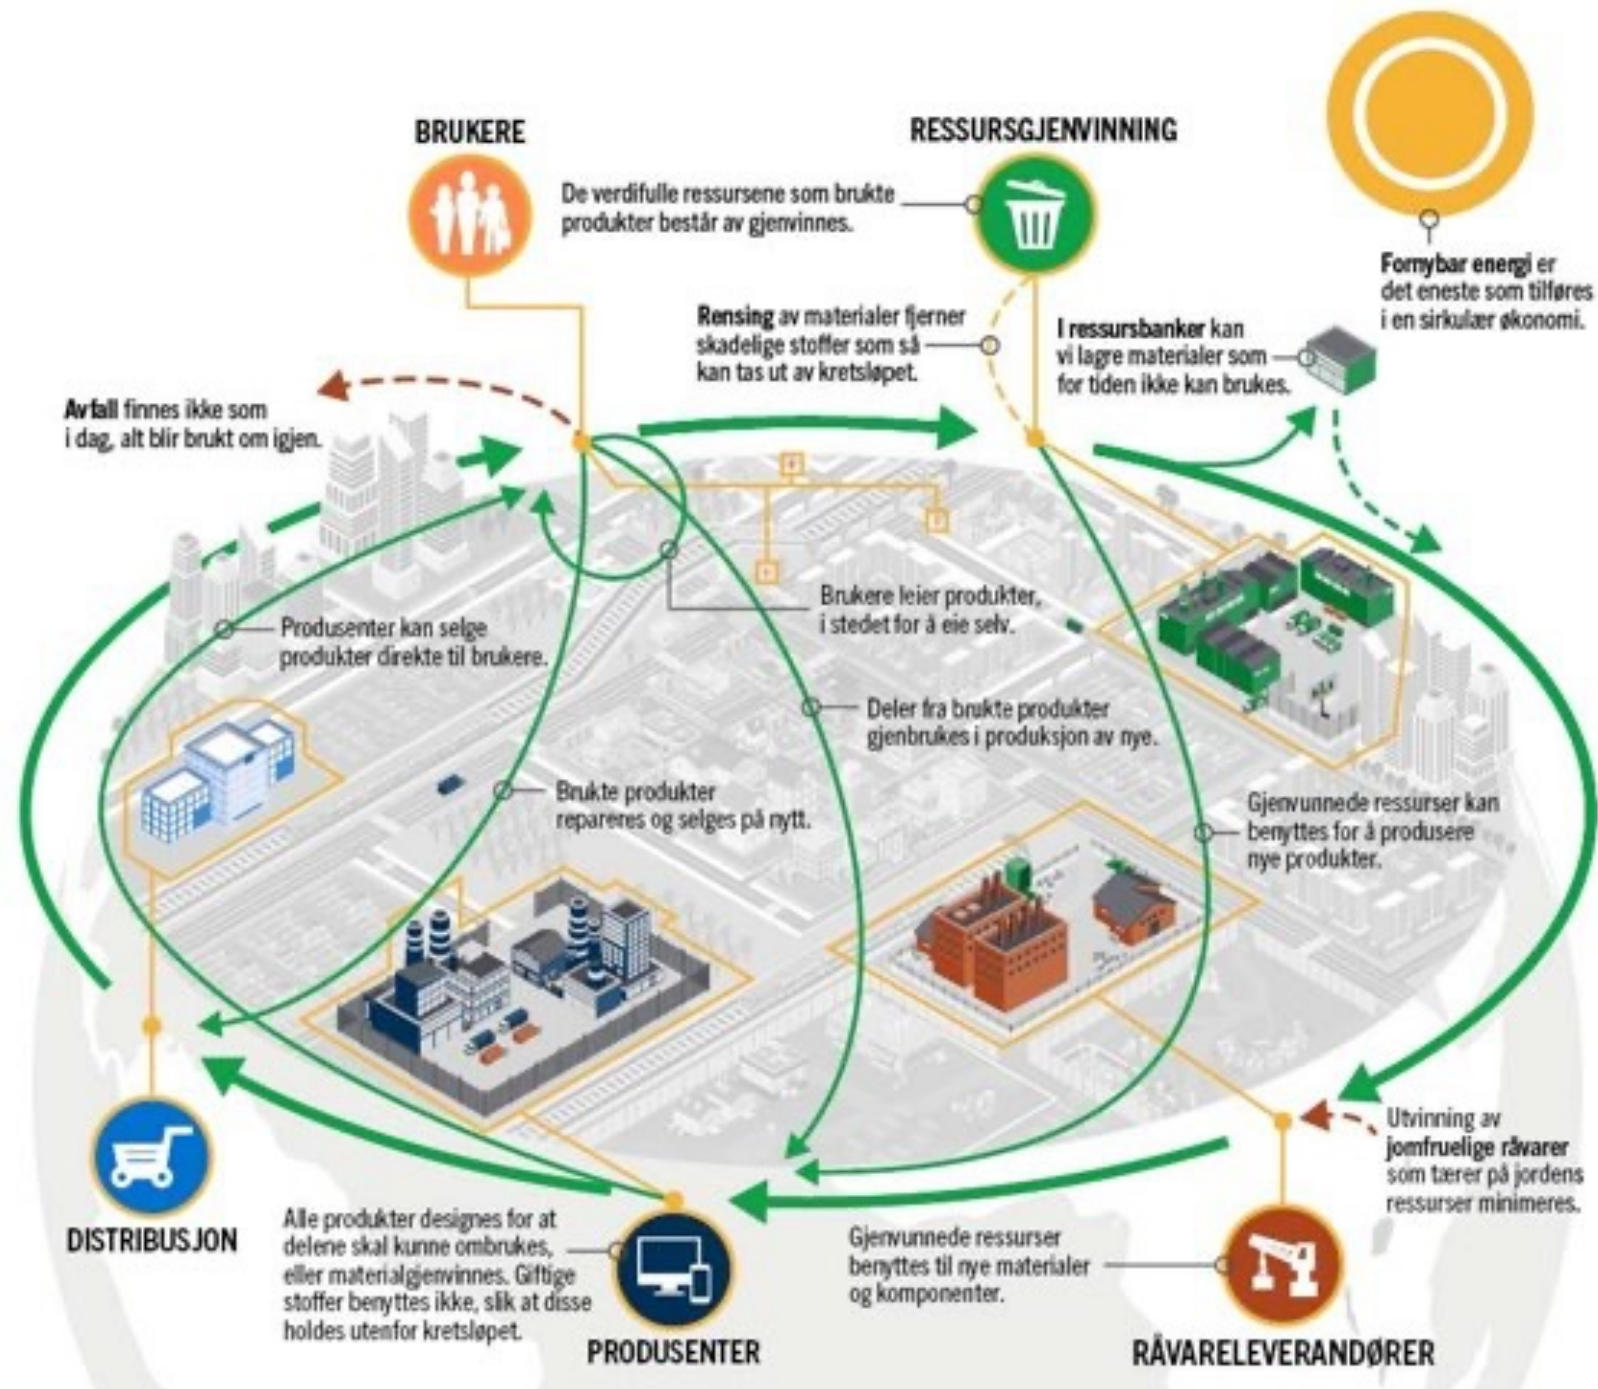 BRUKERE
RESSURSGJENVINNING
De verdifulle ressursene som brukte
produkter består av gjenvinnes.
Fornybar energi er
det eneste som tilføres
i en sirkulær økonomi.
Rensing av materialer fjerner
skadelige stoffer som så
kan tas ut av kretsløpet.
I ressursbanker kan
vi lagre materialer som
for tiden ikke kan brukes.
Avfall finnes ikke som
i dag, alt blir brukt om igjen.
Brukere leier produkter,
i stedet for å eie selv.
Produsenter kan selge
produkter direkte til brukere.
Deler fra brukte produkter
gjenbrukes i produksjon av nye.
Brukte produkter
repareres og selges på nytt.
Gjenvunnede ressurser kan
benyttes for å produsere
nye produkter.
Utvinning av
jomfruelige råvarer
som tærer på jordens
ressurser minimeres.
DISTRIBUSJON
Alle produkter designes for at
delene skal kunne ombrukes,
eller materialgjenvinnes. Giftige
stoffer benyttes ikke, slik at disse
holdes utenfor kretsløpet.
Gjenvunnede ressurser
benyttes til nye materialer
og komponenter.
PRODUSENTER
RÅVARELEVERANDØRER